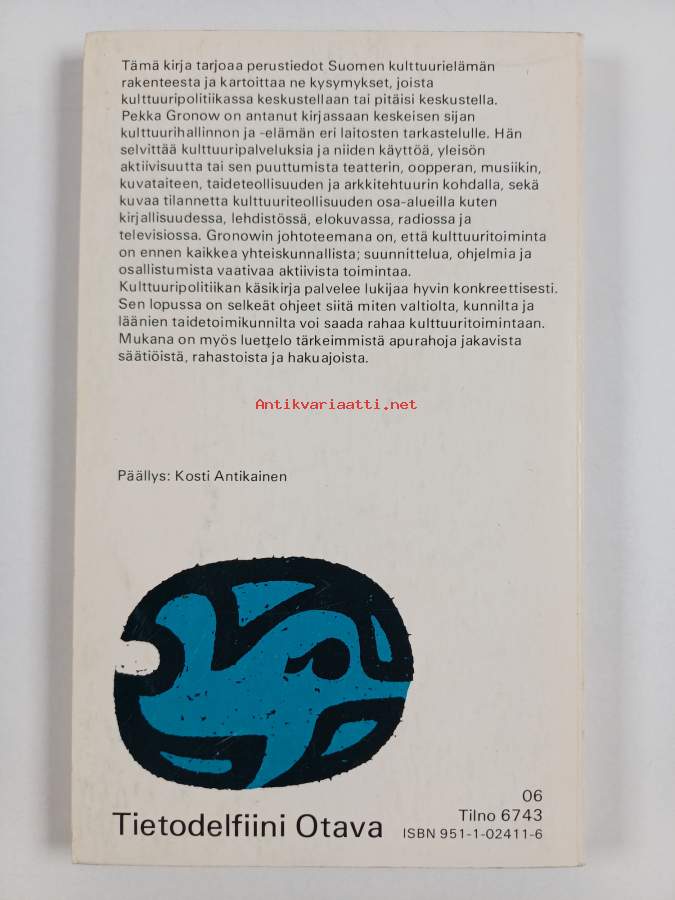 Tämä kirja tarjoaa perustiedot Suomen kulttuurielämän
rakenteesta ja kartoittaa ne kysymykset, joista
kulttuuripolitiikassa keskustellaan tai pitäisi keskustella.
Pekka Gronow on antanut kirjassaan keskeisen sijan
kulttuurihallinnon ja -elämän eri laitosten tarkastelulle. Hän
selvittää kulttuuripalveluksia ja niiden käyttöä, yleisön
aktiivisuutta tai sen puuttumista teatterin, oopperan, musiikin,
kuvataiteen, taideteollisuuden ja arkkitehtuurin kohdalla, sekä
kuvaa tilannetta kulttuuriteollisuuden osa-alueilla kuten
kirjallisuudessa, lehdistössä, elokuvassa, radiossa ja
televisiossa. Gronowin johtoteemana on, että kulttuuritoiminta
on ennen kaikkea yhteiskunnallista; suunnittelua, ohjelmia ja
osallistumista vaativaa aktiivista toimintaa.
Kulttuuripolitiikan käsikirja palvelee lukijaa hyvin konkreettisesti.
Sen lopussa on selkeät ohjeet siitä miten valtiolta, kunnilta ja
läänien taidetoimikunnilta voi saada rahaa kulttuuritoimintaan.
Mukana on myös luettelo tärkeimmistä apurahoja jakavista
säätiöistä, rahastoista ja hakuajoista.
Antikvariaatti.net
Päällys: Kosti Antikainen
06
Tilno 6743
Tietodelfiini Otava
ISBN 951-1-02411-6